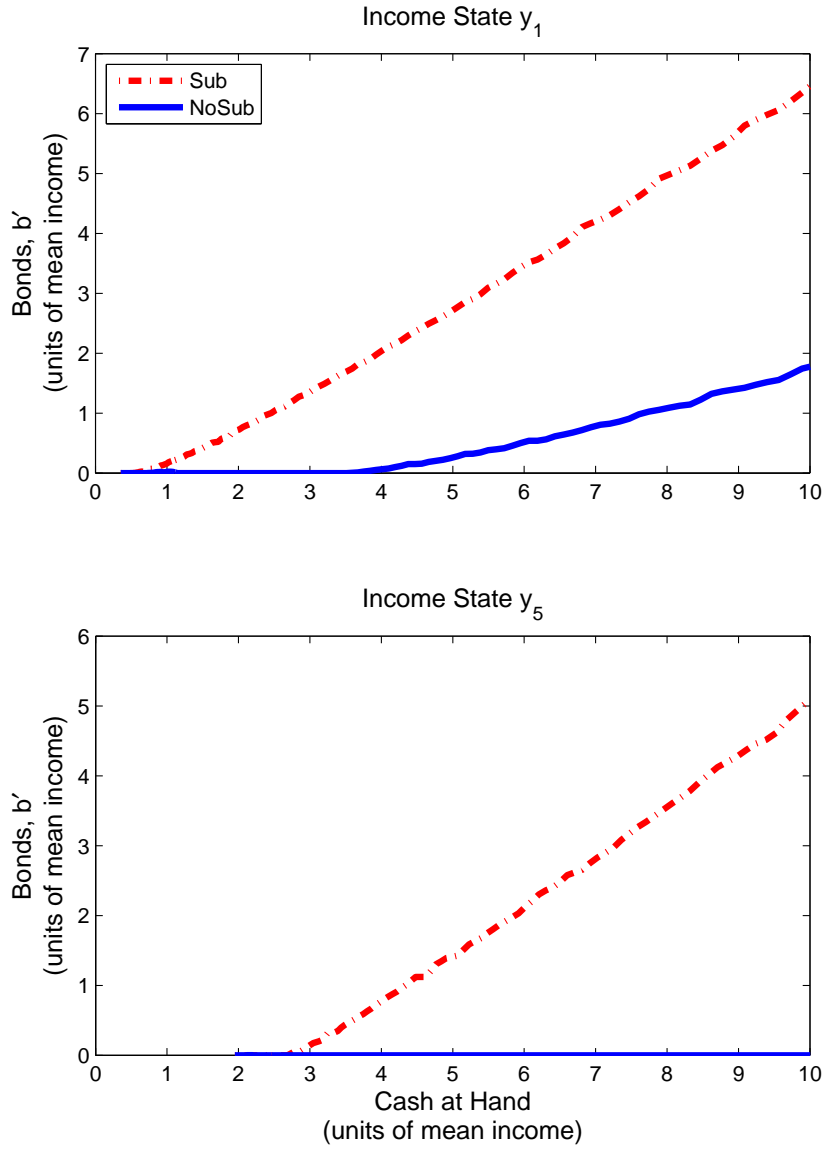 Income State y₁
7
6
5
4
3
2
1
0
Bonds, b′
(units of mean income)
Sub
NoSub
0 1 2 3 4 5 6 7 8 9 10
Income State y₅
6
5
4
3
2
1
0
Bonds, b′
(units of mean income)
0 1 2 3 4 5 6 7 8 9 10
Cash at Hand
(units of mean income)